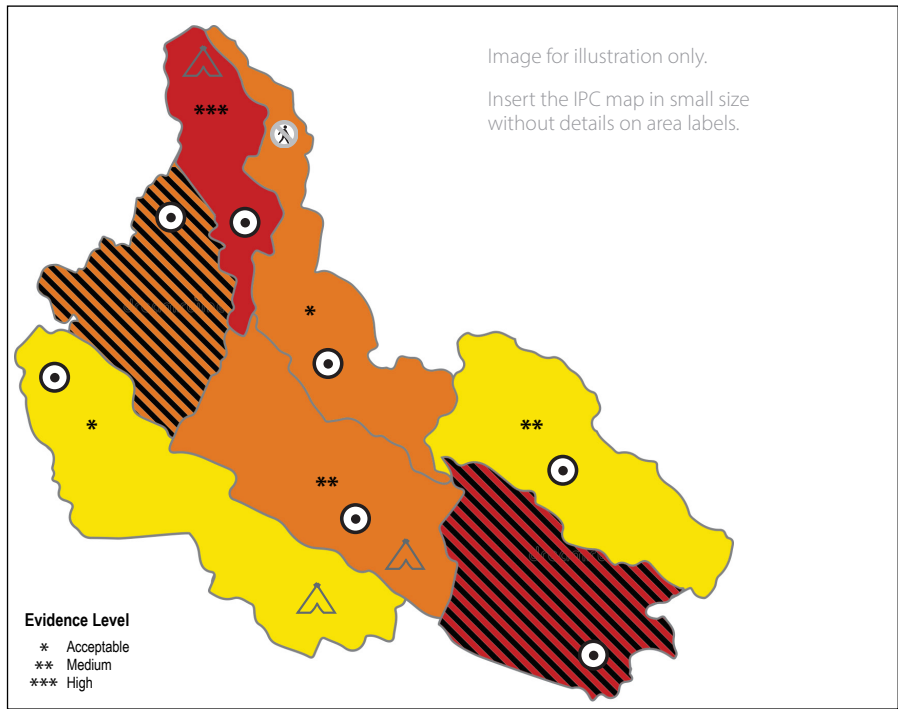 Image for illustration only.
Insert the IPC map in small size
without details on area labels.
***
*
*
**
**
Evidence Level
* Acceptable
** Medium
*** High